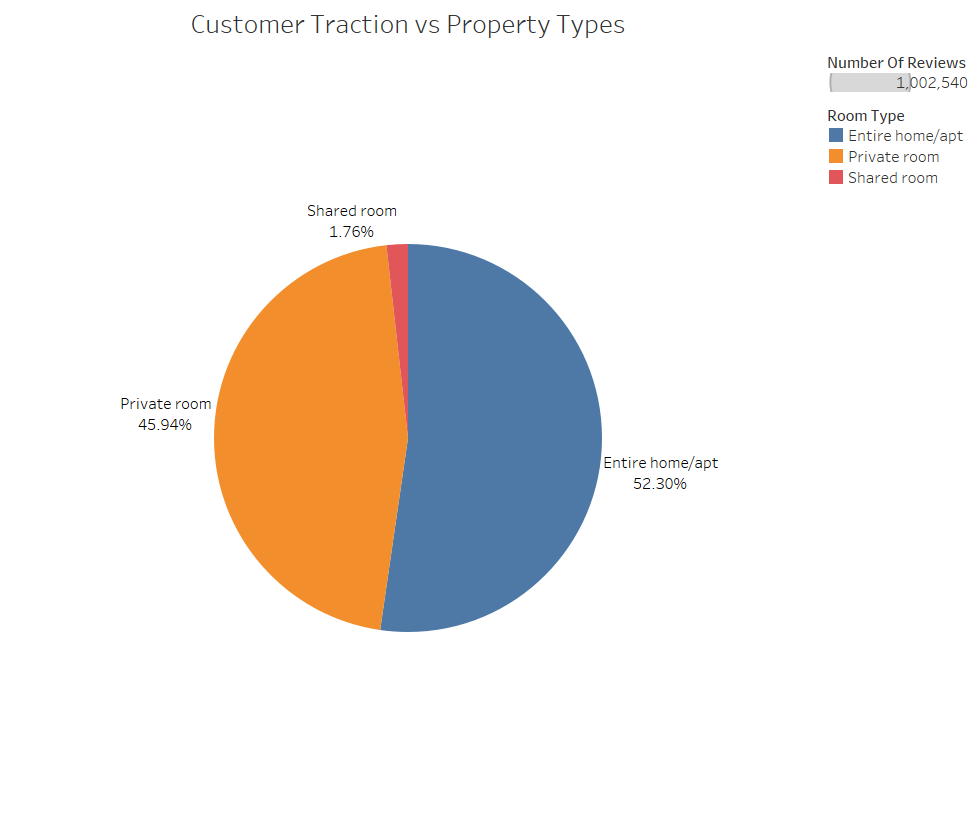 Customer Traction vs Property Types
Number Of Reviews
1,002,540
Room Type
Entire home/apt
Private room
Shared room
Shared room
1.76%
Private room
45.94%
Entire home/apt
52.30%